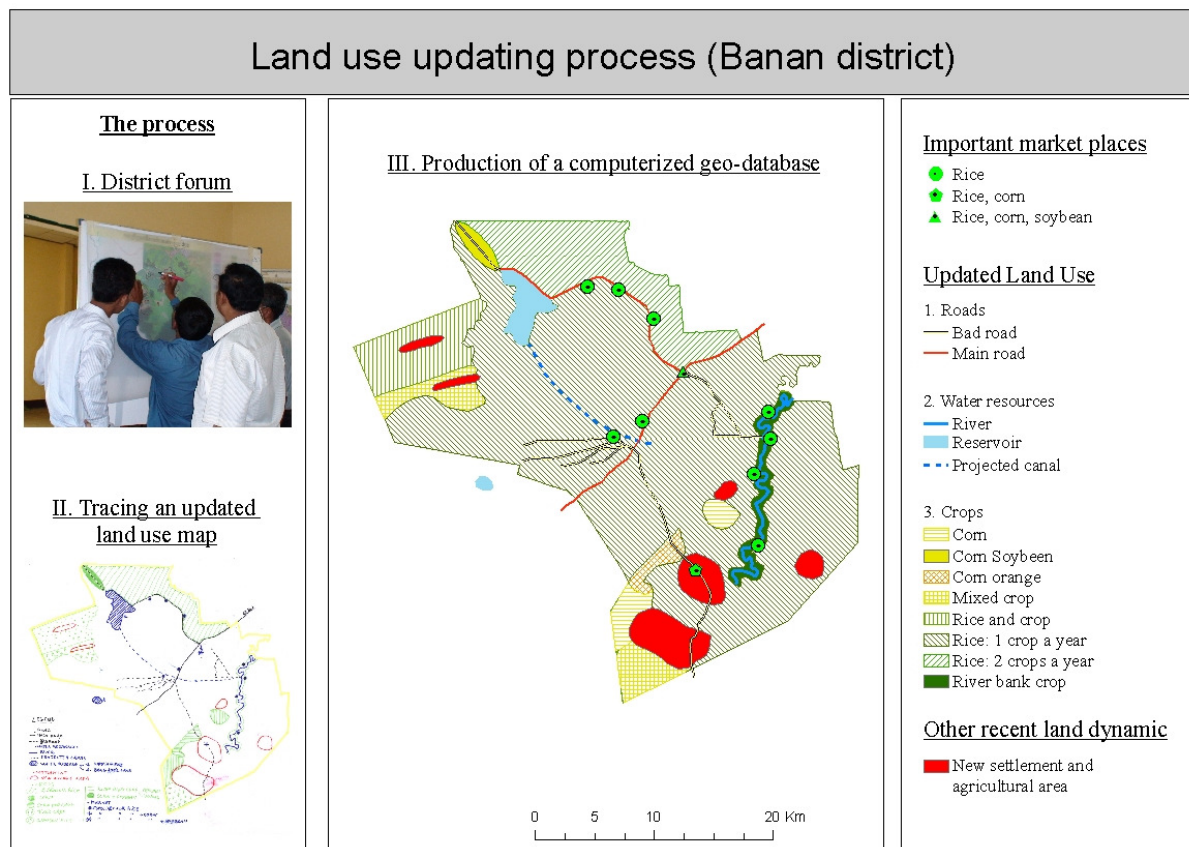 Land use updating process (Banan district)
The process
I. District forum
II. Tracing an updated
land use map
III. Production of a computerized geo-database
0 5 10 20 Km
Important market places
Rice
Rice, corn
Rice, corn, soybean
Updated Land Use
1. Roads
Bad road
Main road
2. Water resources
River
Reservoir
Projected canal
3. Crops
Corn
Corn Soybeen
Corn orange
Mixed crop
Rice and crop
Rice: 1 crop a year
Rice: 2 crops a year
River bank crop
Other recent land dynamic
New settlement and
agricultural area